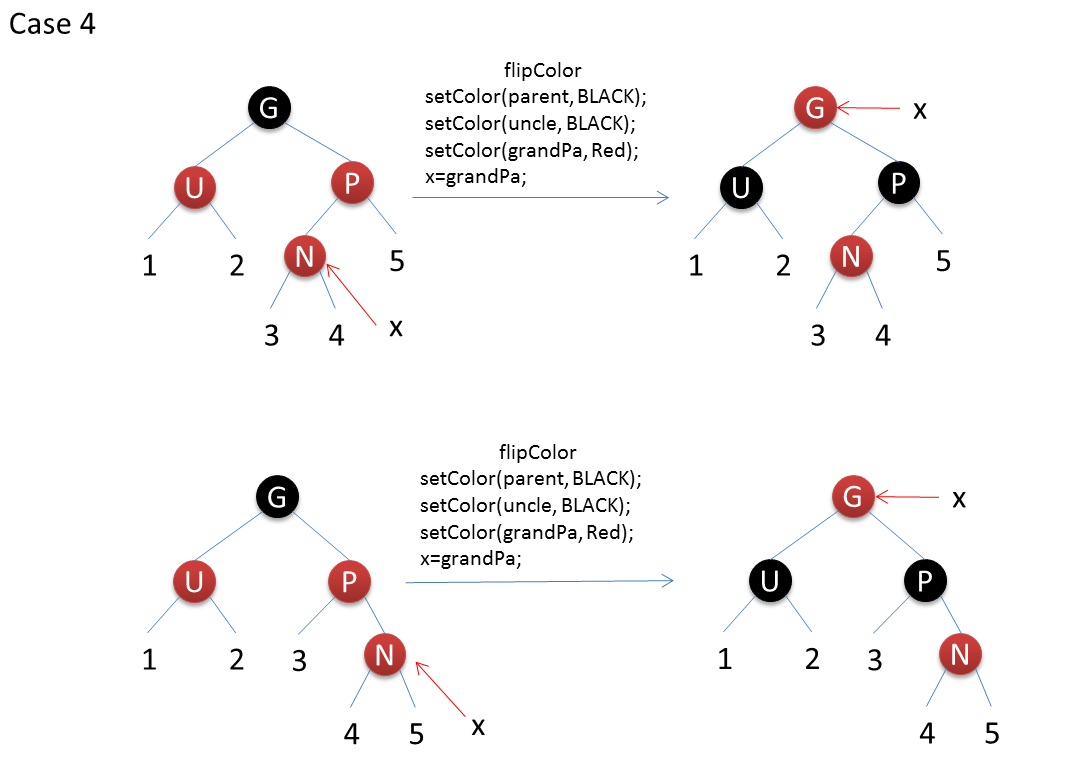 Case 4
flipColor
setColor(parent, BLACK);
setColor(uncle, BLACK);
setColor(grandPa, Red);
x=grandPa;
G
U
P
1
2
N
5
3
4
x
G
x
U
P
1
2
N
5
3
4
flipColor
setColor(parent, BLACK);
setColor(uncle, BLACK);
setColor(grandPa, Red);
x=grandPa;
G
U
P
1
2
3
N
4
5
x
G
x
U
P
1
2
3
N
4
5